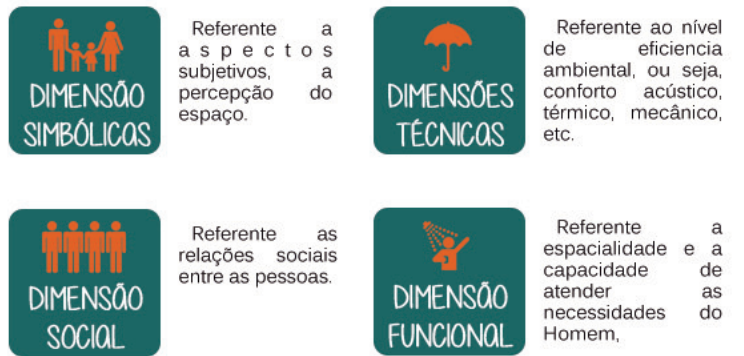 DIMENSÃO
SIMBÓLICAS
Referente a
aspectos
subjetivos, a
percepção do
espaço.
DIMENSÕES
TÉCNICAS
Referente ao nível
de eficiencia
ambiental, ou seja,
conforto acústico,
térmico, mecânico,
etc.
DIMENSÃO
SOCIAL
Referente as
relações sociais
entre as pessoas.
DIMENSÃO
FUNCIONAL
Referente a
espacialidade e a
capacidade de
atender as
necessidades do
Homem,